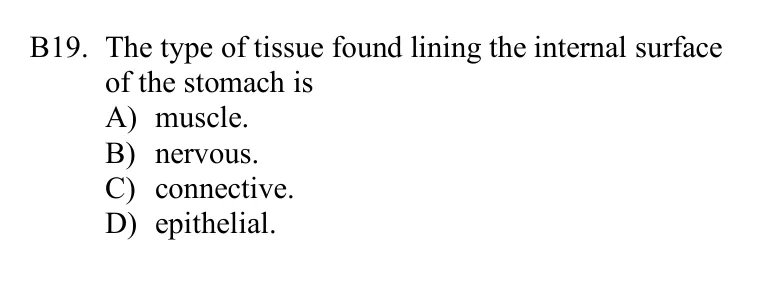 B19. The type of tissue found lining the internal surface
of the stomach is
A) muscle.
B) nervous.
C) connective.
D) epithelial.